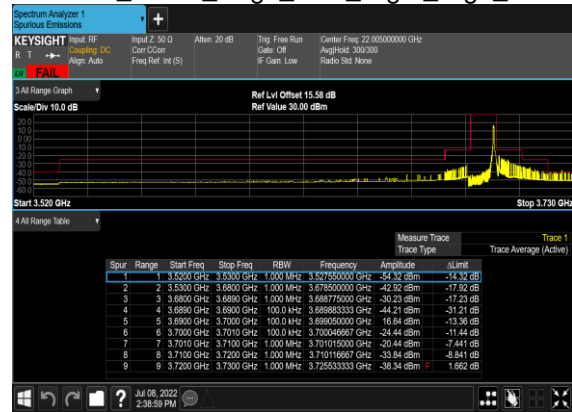 Spectrum Analyzer 1
Spurious Emissions
+
KEYSIGHT Input: RF Input Z: 50 Ω Atten: 20 dB Trig: Free Run Center Freq: 22.005000000 GHz
R T Coupling: DC Corr CCorr Gate: Off Avg|Hold: 300/300
Align: Auto Freq Ref: Int (S) IF Gain: Low Radio Std: None
FAIL
3 All Range Graph
Ref Lvl Offset 15.58 dB
Scale/Div 10.0 dB Ref Value 30.00 dBm
20.0
10.0
0.00
-10.0
-20.0
-30.0
-40.0
-50.0
-60.0
Start 3.520 GHz Stop 3.730 GHz
4 All Range Table
Measure Trace Trace 1
Trace Type Trace Average (Active)
Spur Range Start Freq Stop Freq RBW Frequency Amplitude ΔLimit
1 1 3.5200 GHz 3.5300 GHz 1.000 MHz 3.527550000 GHz -54.32 dBm -14.32 dB
2 2 3.5300 GHz 3.6800 GHz 1.000 MHz 3.678500000 GHz -42.92 dBm -17.92 dB
3 3 3.6800 GHz 3.6890 GHz 1.000 MHz 3.688775000 GHz -30.23 dBm -17.23 dB
4 4 3.6890 GHz 3.6900 GHz 100.0 kHz 3.689883333 GHz -44.21 dBm -31.21 dB
5 5 3.6900 GHz 3.7000 GHz 100.0 kHz 3.699050000 GHz 16.64 dBm -13.36 dB
6 6 3.7000 GHz 3.7010 GHz 100.0 kHz 3.700046667 GHz -24.44 dBm -11.44 dB
7 7 3.7010 GHz 3.7100 GHz 1.000 MHz 3.701015000 GHz -20.44 dBm -7.441 dB
8 8 3.7100 GHz 3.7200 GHz 1.000 MHz 3.710116667 GHz -33.84 dBm -8.841 dB
9 9 3.7200 GHz 3.7300 GHz 1.000 MHz 3.725533333 GHz -38.34 dBm F 1.662 dB
? Jul 08, 2022
2:38:59 PM